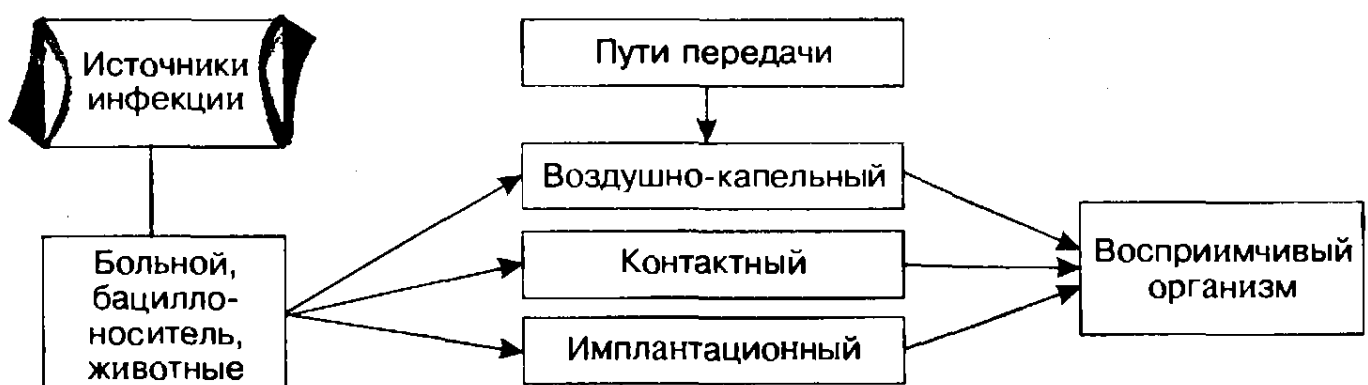 Источники
инфекции
Пути передачи
Воздушно-капельный
Больной,
бацилло-
носитель,
животные
Контактный
Имплантационный
Восприимчивый
организм